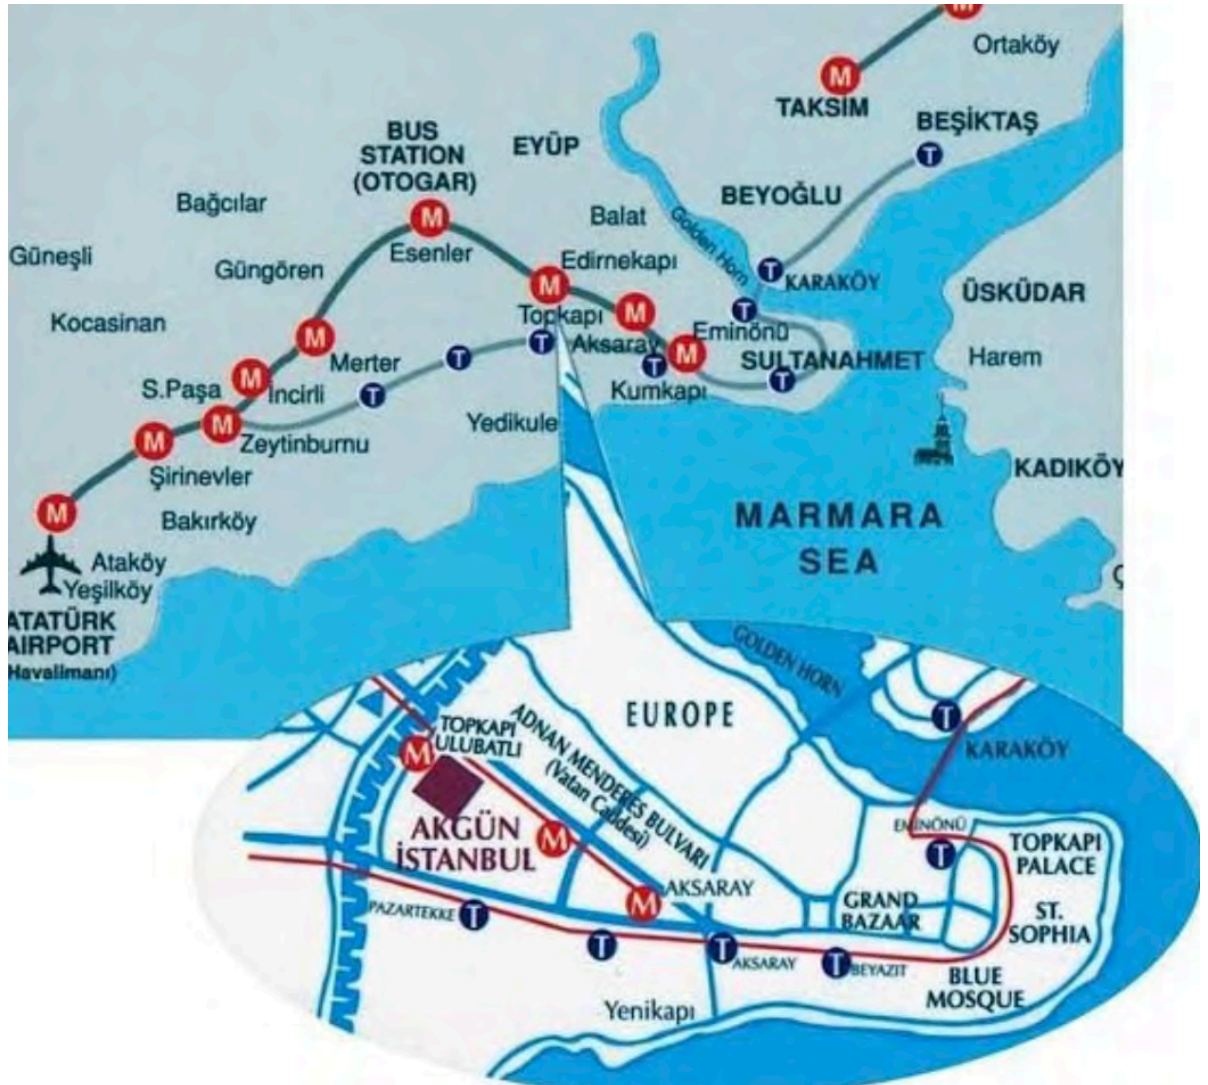 M
Ortaköy
M
TAKSİM
BEŞİKTAŞ
T
BUS
STATION
(OTOGAR)
EYÜP
BEYOĞLU
Bağcılar
M
Balat
Golden Horn
Güneşli
Güngören
Esenler
Edirnekapı
T
KARAKÖY
ÜSKÜDAR
M
Topkapı
M
T
Eminönü
Kocasinan
M
Merter
T
T
Aksaray
T
M
SULTANAHMET
T
Harem
S.Paşa
M
İncirli
T
Kumkapı
M
Zeytinburnu
Yedikule
M
Şirinevler
KADIKÖY
M
Bakırköy
MARMARA
SEA
Ataköy
Yeşilköy
Ç
ATATÜRK
AIRPORT
(Havalimanı)
GOLDEN HORN
EUROPE
T
KARAKÖY
TOPKAPI
ULUBATLI
M
ADNAN MENDERES BULVARI
(Vatan Caddesi)
AKGÜN
İSTANBUL
M
EMİNÖNÜ
T
TOPKAPI
PALACE
AKSARAY
M
GRAND
BAZAAR
ST.
SOPHIA
PAZARTEKKE
T
T
T
AKSARAY
T
BEYAZIT
BLUE
MOSQUE
Yenikapı